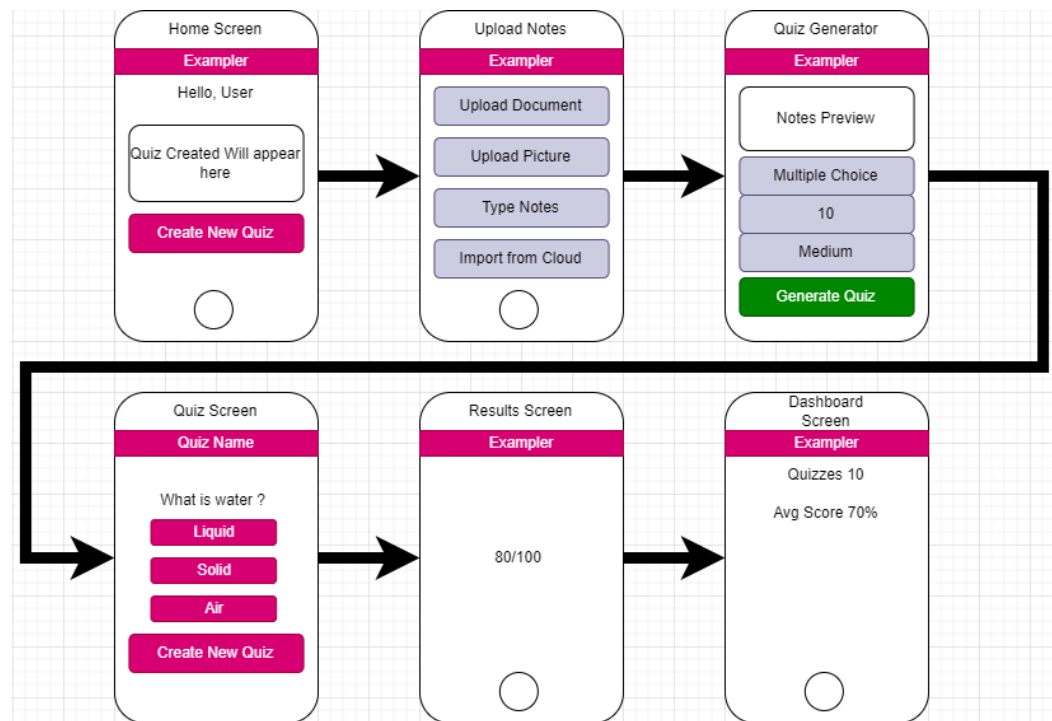 Home Screen
Exampler
Hello, User
Quiz Created Will appear
here
Create New Quiz
Upload Notes
Exampler
Upload Document
Upload Picture
Type Notes
Import from Cloud
Quiz Generator
Exampler
Notes Preview
Multiple Choice
10
Medium
Generate Quiz
Quiz Screen
Quiz Name
What is water ?
Liquid
Solid
Air
Create New Quiz
Results Screen
Exampler
80/100
Dashboard
Screen
Exampler
Quizzes 10
Avg Score 70%